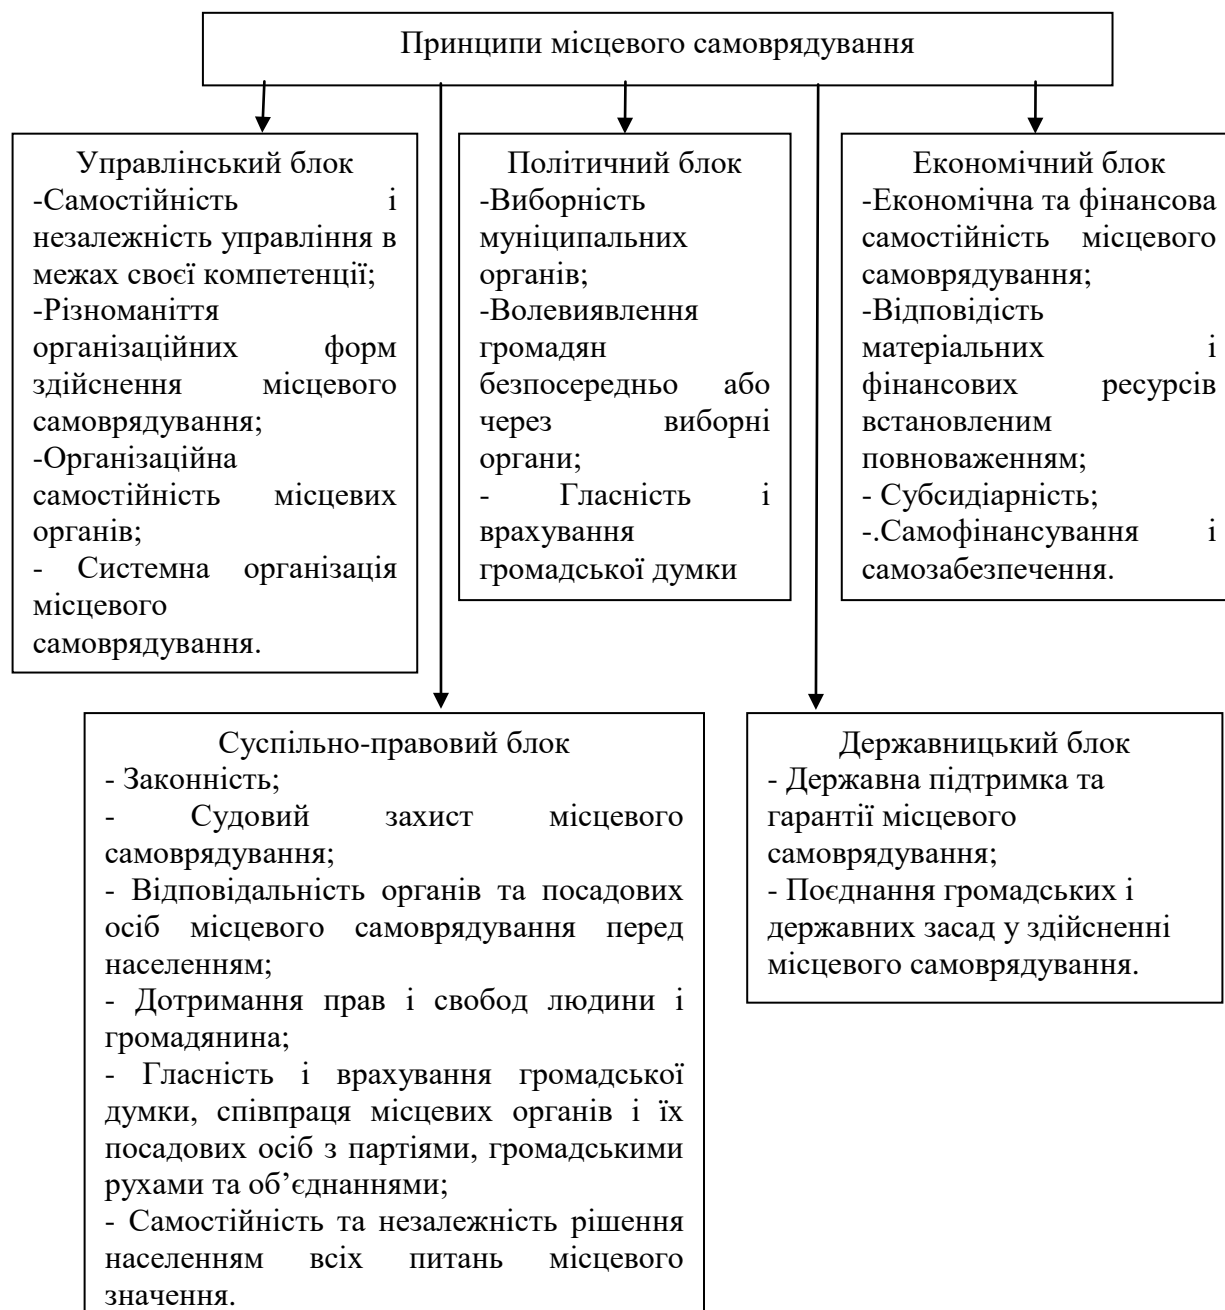 Принципи місцевого самоврядування
Управлінський блок
-Самостійність і
незалежність управління в
межах своєї компетенції;
-Різноманіття
організаційних форм
здійснення місцевого
самоврядування;
-Організаційна
самостійність місцевих
органів;
- Системна організація
місцевого
самоврядування.
Політичний блок
-Виборність
муніципальних
органів;
-Волевиявлення
громадян
безпосередньо або
через виборні
органи;
- Гласність і
врахування
громадської думки
Економічний блок
-Економічна та фінансова
самостійність місцевого
самоврядування;
-Відповідість
матеріальних і
фінансових ресурсів
встановленим
повноваженням;
- Субсидіарність;
-.Самофінансування і
самозабезпечення.
Суспільно-правовий блок
- Законність;
- Судовий захист місцевого
самоврядування;
- Відповідальність органів та посадових
осіб місцевого самоврядування перед
населенням;
- Дотримання прав і свобод людини і
громадянина;
- Гласність і врахування громадської
думки, співпраця місцевих органів і їх
посадових осіб з партіями, громадськими
рухами та об’єднаннями;
- Самостійність та незалежність рішення
населенням всіх питань місцевого
значення.
Державницький блок
- Державна підтримка та
гарантії місцевого
самоврядування;
- Поєднання громадських і
державних засад у здійсненні
місцевого самоврядування.